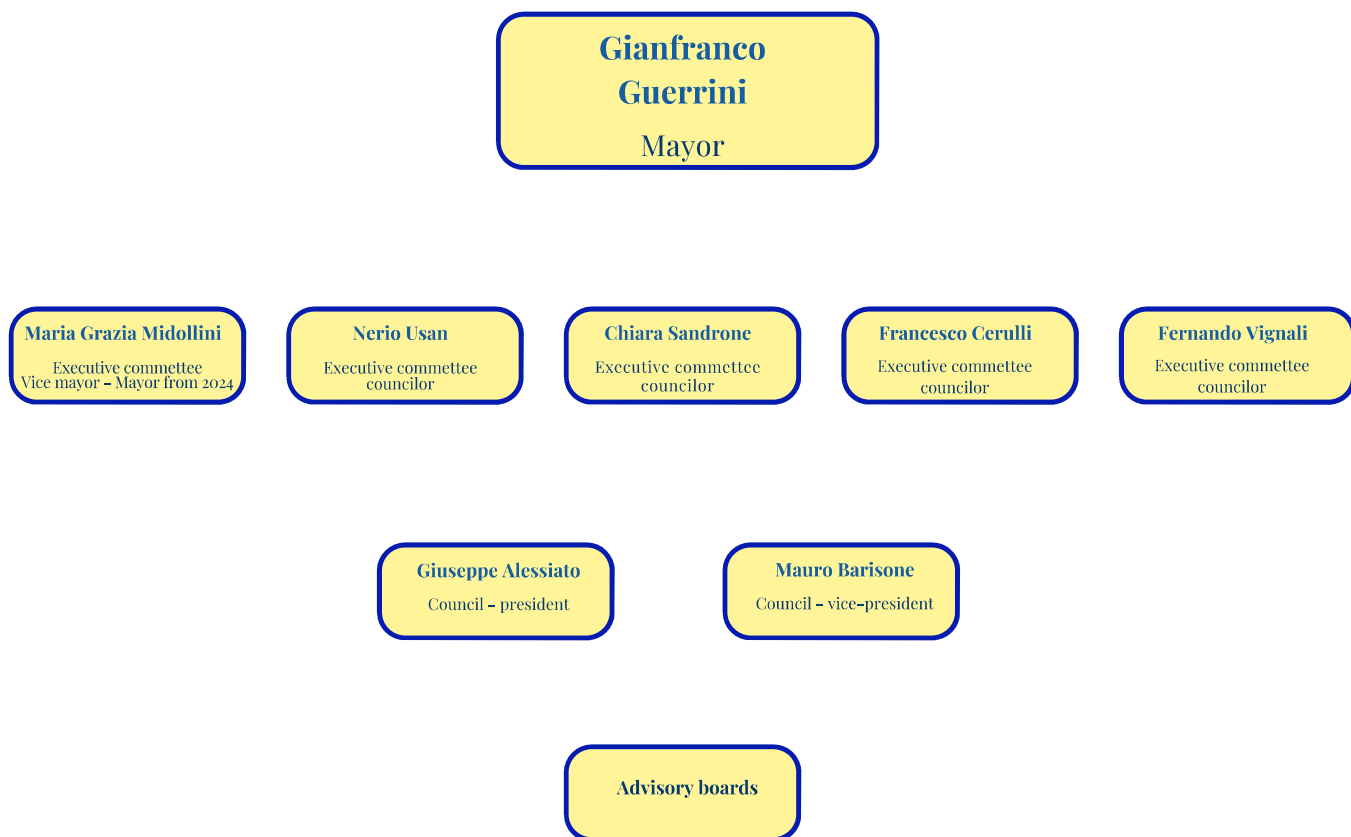 Gianfranco
Guerrini
Mayor
Maria Grazia Midollini
Executive commettee
Vice mayor – Mayor from 2024
Nerio Usan
Executive commettee
councilor
Chiara Sandrone
Executive commettee
councilor
Francesco Cerulli
Executive commettee
councilor
Fernando Vignali
Executive commettee
councilor
Giuseppe Alessiato
Council – president
Mauro Barisone
Council – vice-president
Advisory boards